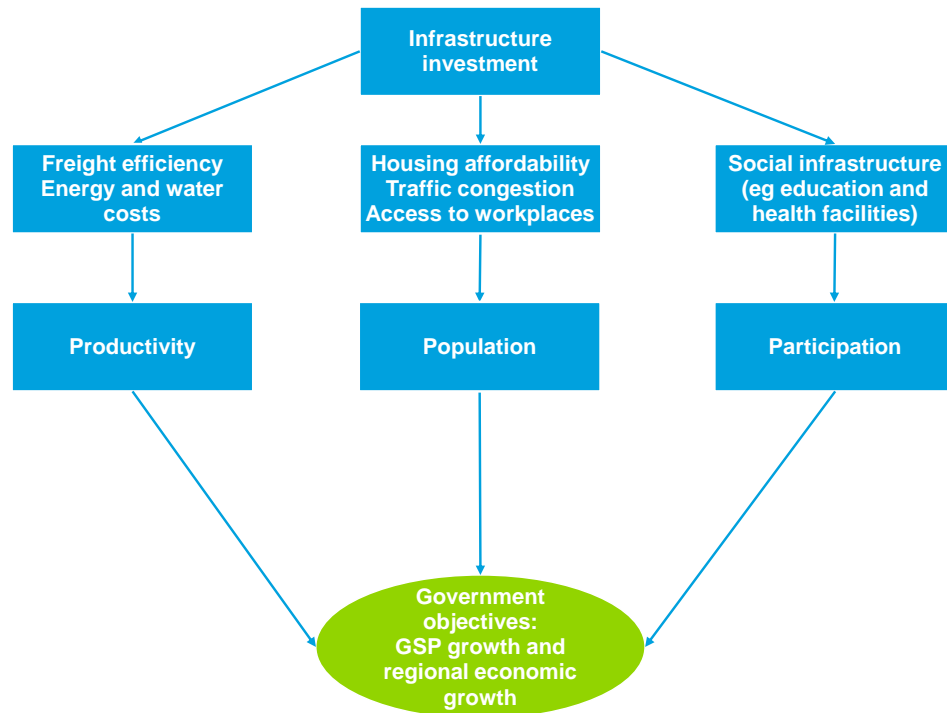 Infrastructure
investment
Freight efficiency
Energy and water
costs
Housing affordability
Traffic congestion
Access to workplaces
Social infrastructure
(eg education and
health facilities)
Productivity
Population
Participation
Government
objectives:
GSP growth and
regional economic
growth